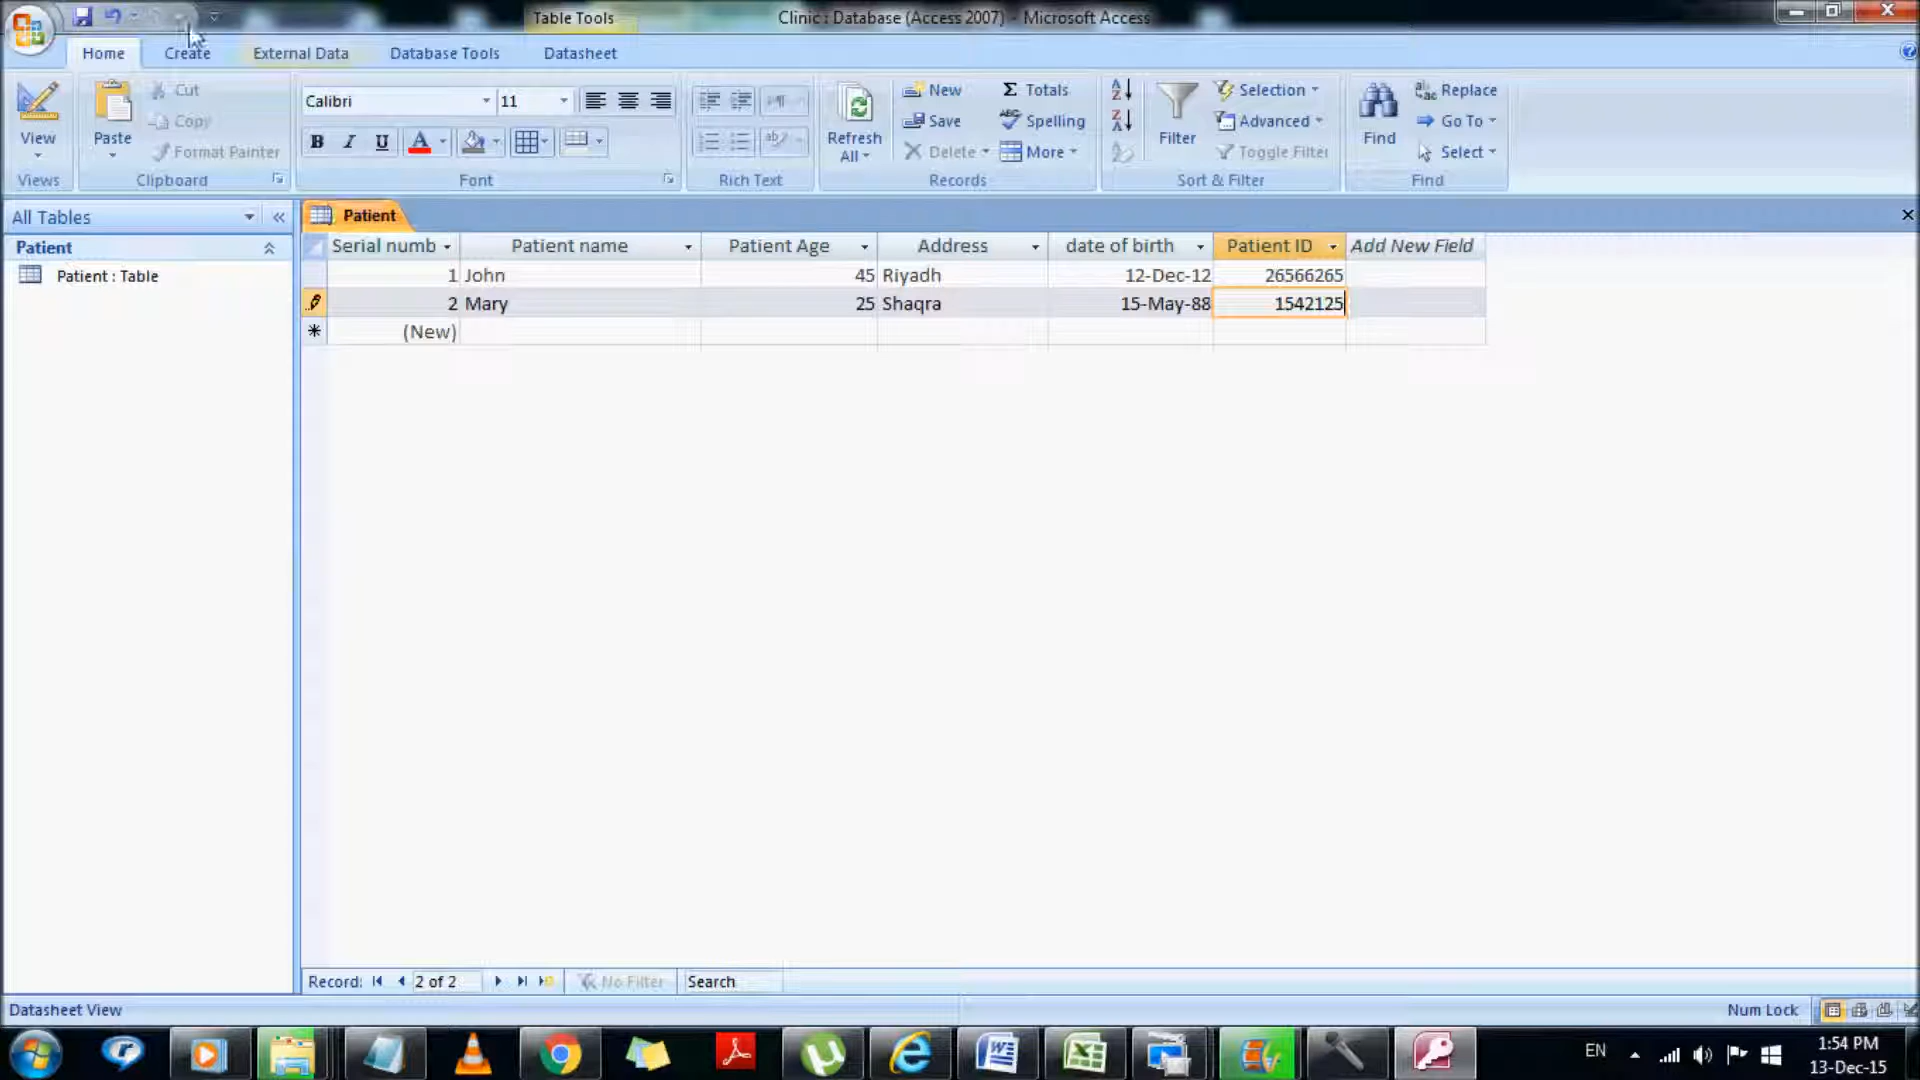 Table Tools
Clinic : Database (Access 2007) - Microsoft Access
Home Create External Data Database Tools Datasheet
View
Views
Paste
Cut
Copy
Format Painter
Clipboard
Calibri 11
B I U A
Font
Rich Text
Refresh
All
New
Save
Delete
Σ Totals
Spelling
More
Records
Filter
Selection
Advanced
Toggle Filter
Sort & Filter
Find
Replace
Go To
Select
Find
All Tables
Patient
Patient : Table
Patient
Serial numb Patient name Patient Age Address date of birth Patient ID Add New Field
1 John 45 Riyadh 12-Dec-12 26566265
2 Mary 25 Shaqra 15-May-88 1542125
(New)
Record: 2 of 2 No Filter Search
Datasheet View Num Lock
EN 1:54 PM
13-Dec-15